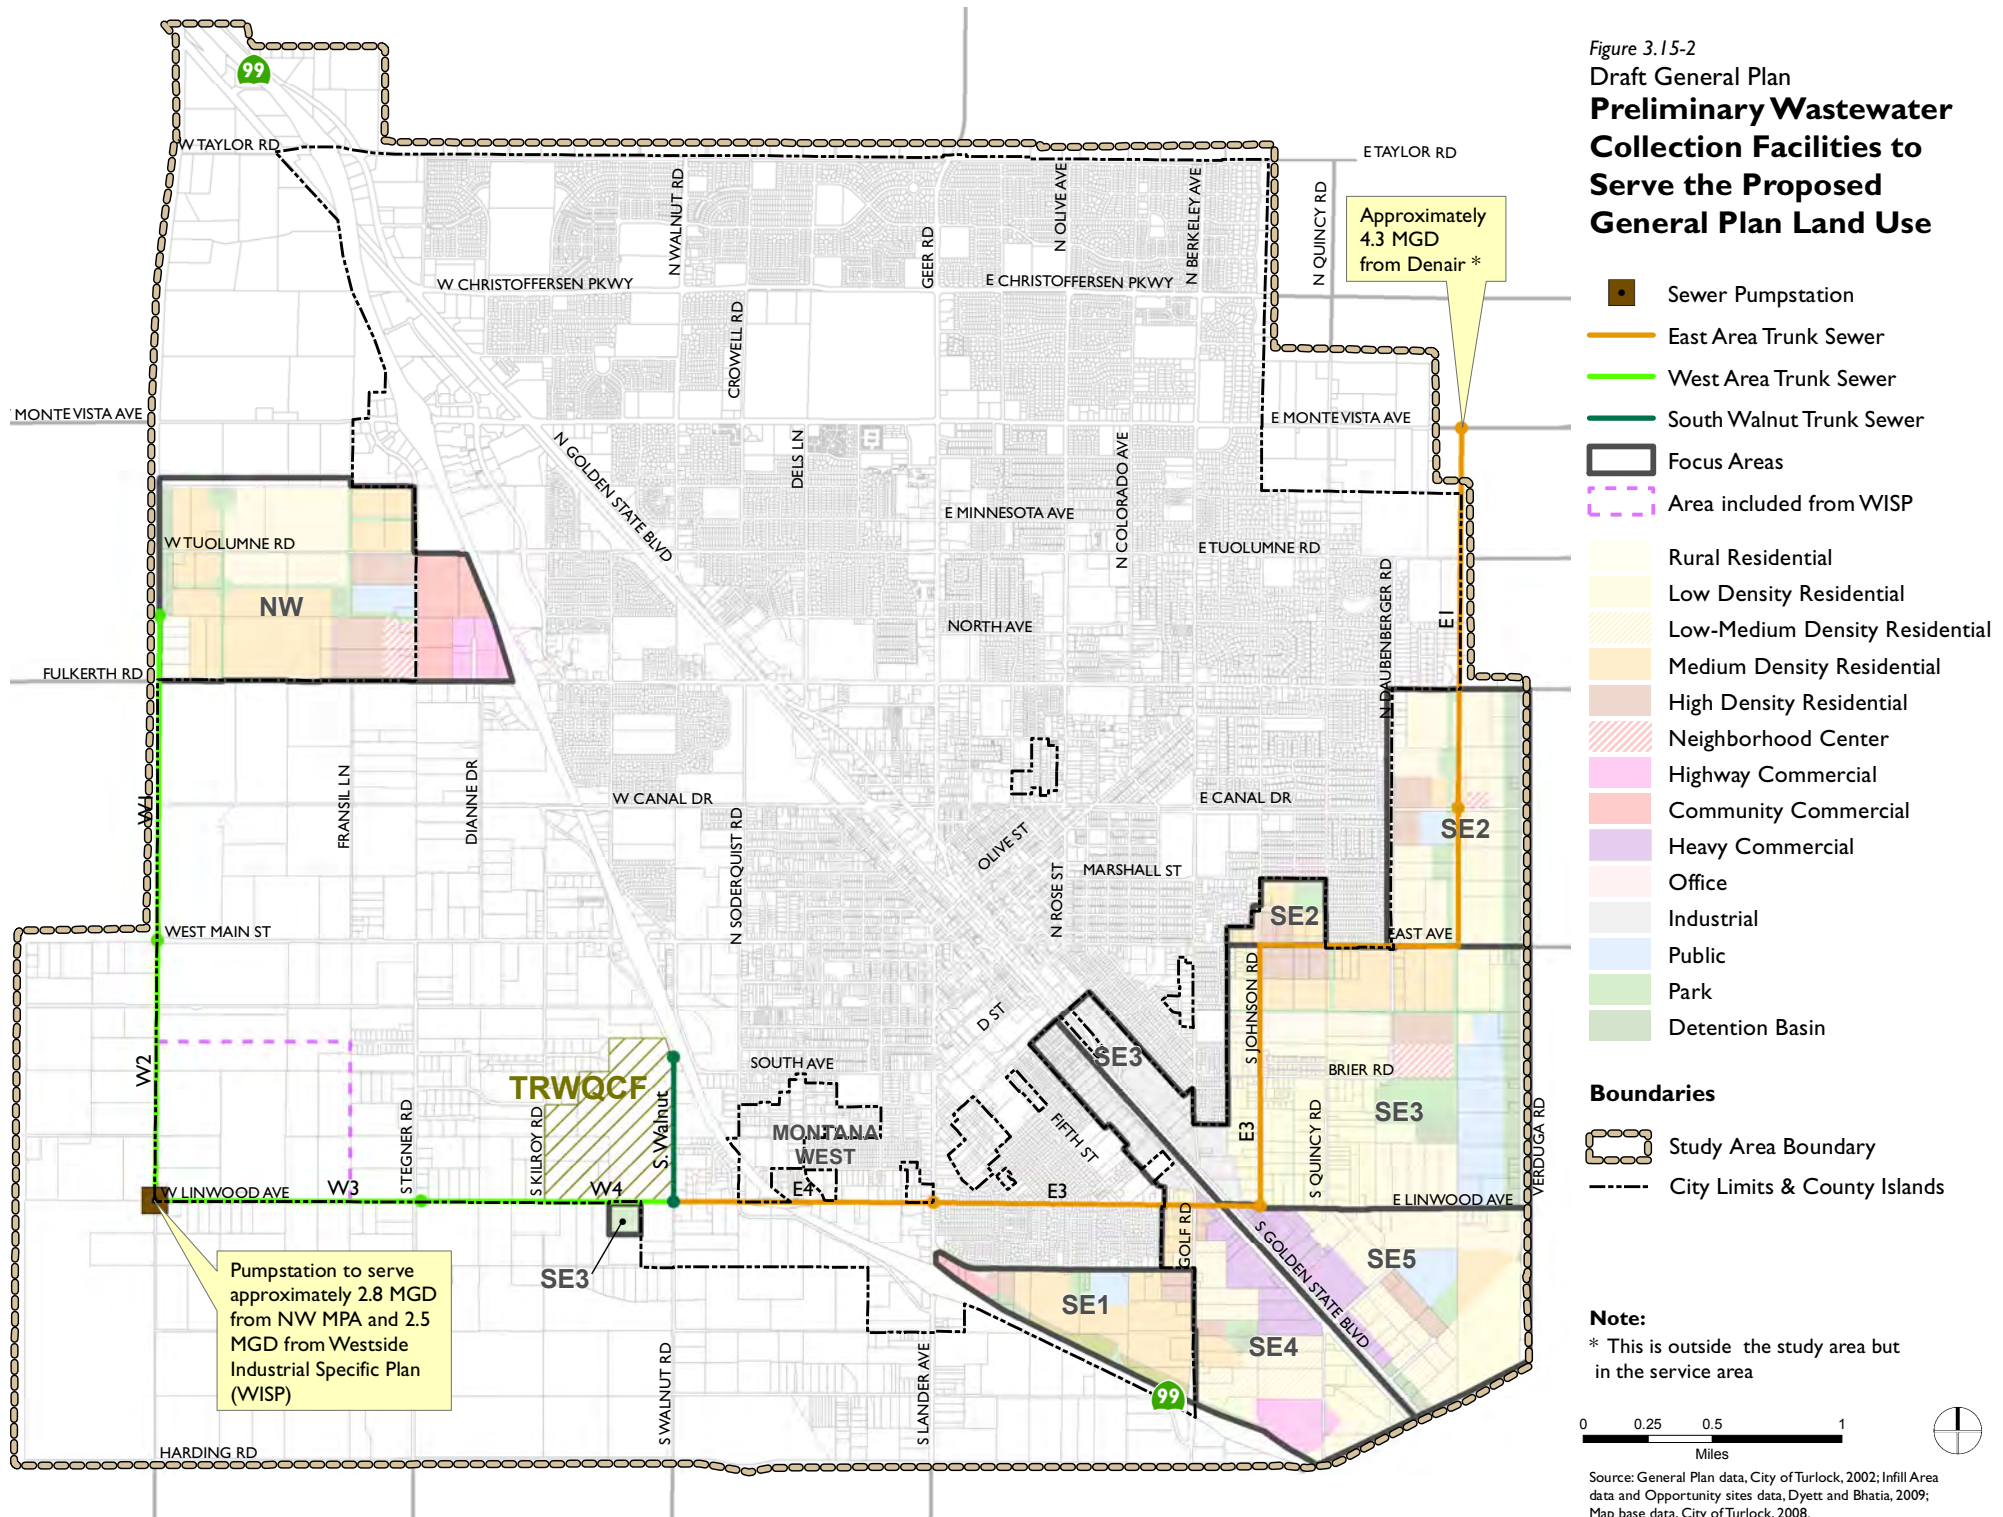 Figure 3.15-2
Draft General Plan
Preliminary Wastewater
Collection Facilities to
Serve the Proposed
General Plan Land Use
Sewer Pumpstation
East Area Trunk Sewer
West Area Trunk Sewer
South Walnut Trunk Sewer
Focus Areas
Area included from WISP
Rural Residential
Low Density Residential
Low-Medium Density Residential
Medium Density Residential
High Density Residential
Neighborhood Center
Highway Commercial
Community Commercial
Heavy Commercial
Office
Industrial
Public
Park
Detention Basin
Boundaries
Study Area Boundary
City Limits & County Islands
Note:
* This is outside the study area but
in the service area
0 0.25 0.5 1
Miles
Source: General Plan data, City of Turlock, 2002; Infill Area
data and Opportunity sites data, Dyett and Bhatia, 2009;
Map base data, City of Turlock, 2008.
99
W TAYLOR RD
E TAYLOR RD
N WALNUT RD
GEER RD
N OLIVE AVE
N BERKELEY AVE
N QUINCY RD
Approximately
4.3 MGD
from Denair *
W CHRISTOFFERSEN PKWY
E CHRISTOFFERSEN PKWY
CROWELL RD
MONTE VISTA AVE
E MONTE VISTA AVE
N GOLDEN STATE BLVD
DELS LN
N COLORADO AVE
E MINNESOTA AVE
W TUOLUMNE RD
E TUOLUMNE RD
N DAUBENBERGER RD
NW
NORTH AVE
E1
FULKERTH RD
W1
FRANSIL LN
DIANNE DR
W CANAL DR
E CANAL DR
N SODERQUIST RD
OLIVE ST
N ROSE ST
MARSHALL ST
SE2
SE2
WEST MAIN ST
EAST AVE
D ST
S JOHNSON RD
W2
TRWQCF
SOUTH AVE
SE3
BRIER RD
SE3
S STEGNER RD
S KILROY RD
S. Walnut
MONTANA
WEST
FIFTH ST
E3
S QUINCY RD
VERDUGA RD
W LINWOOD AVE
W3
W4
E4
E3
E LINWOOD AVE
GOLF RD
S GOLDEN STATE BLVD
SE3
SE1
SE5
SE4
Pumpstation to serve
approximately 2.8 MGD
from NW MPA and 2.5
MGD from Westside
Industrial Specific Plan
(WISP)
S WALNUT RD
S LANDER AVE
99
HARDING RD